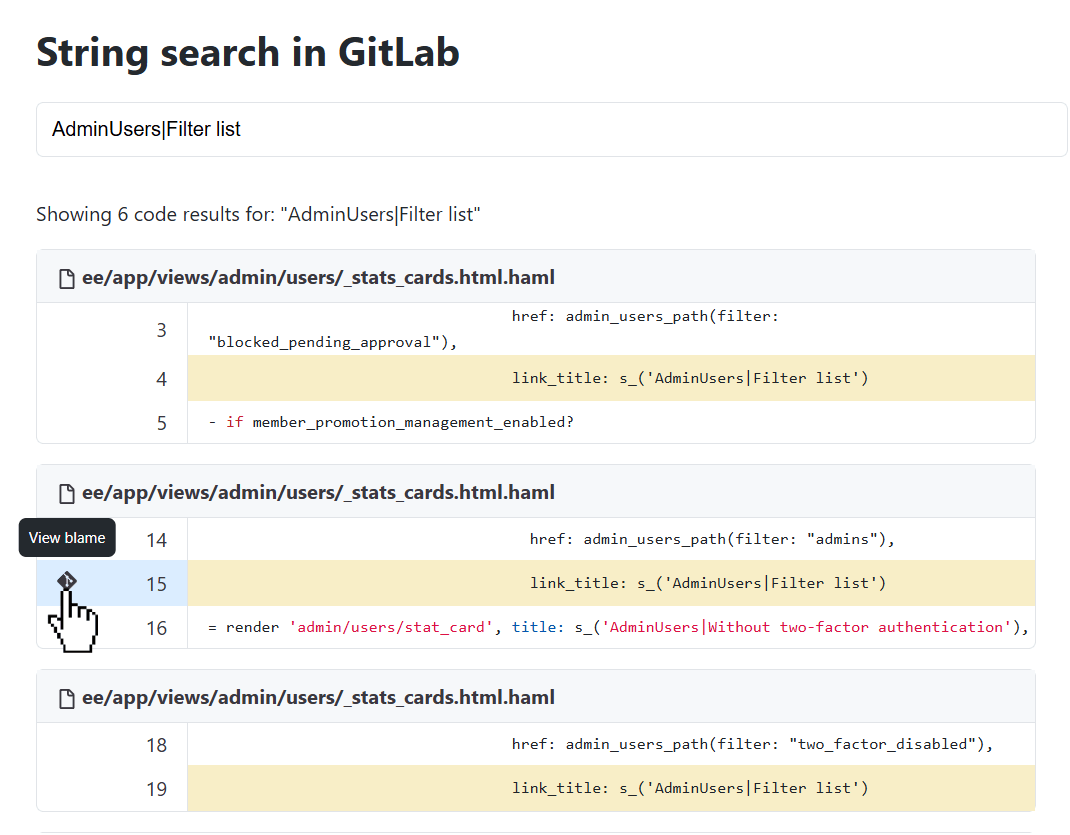 String search in GitLab
AdminUsers|Filter list
Showing 6 code results for: "AdminUsers|Filter list"
ee/app/views/admin/users/_stats_cards.html.haml
3 href: admin_users_path(filter:
"blocked_pending_approval"),
4 link_title: s_('AdminUsers|Filter list')
5 - if member_promotion_management_enabled?
ee/app/views/admin/users/_stats_cards.html.haml
View blame
14 href: admin_users_path(filter: "admins"),
15 link_title: s_('AdminUsers|Filter list')
16 = render 'admin/users/stat_card', title: s_('AdminUsers|Without two-factor authentication'),
ee/app/views/admin/users/_stats_cards.html.haml
18 href: admin_users_path(filter: "two_factor_disabled"),
19 link_title: s_('AdminUsers|Filter list')